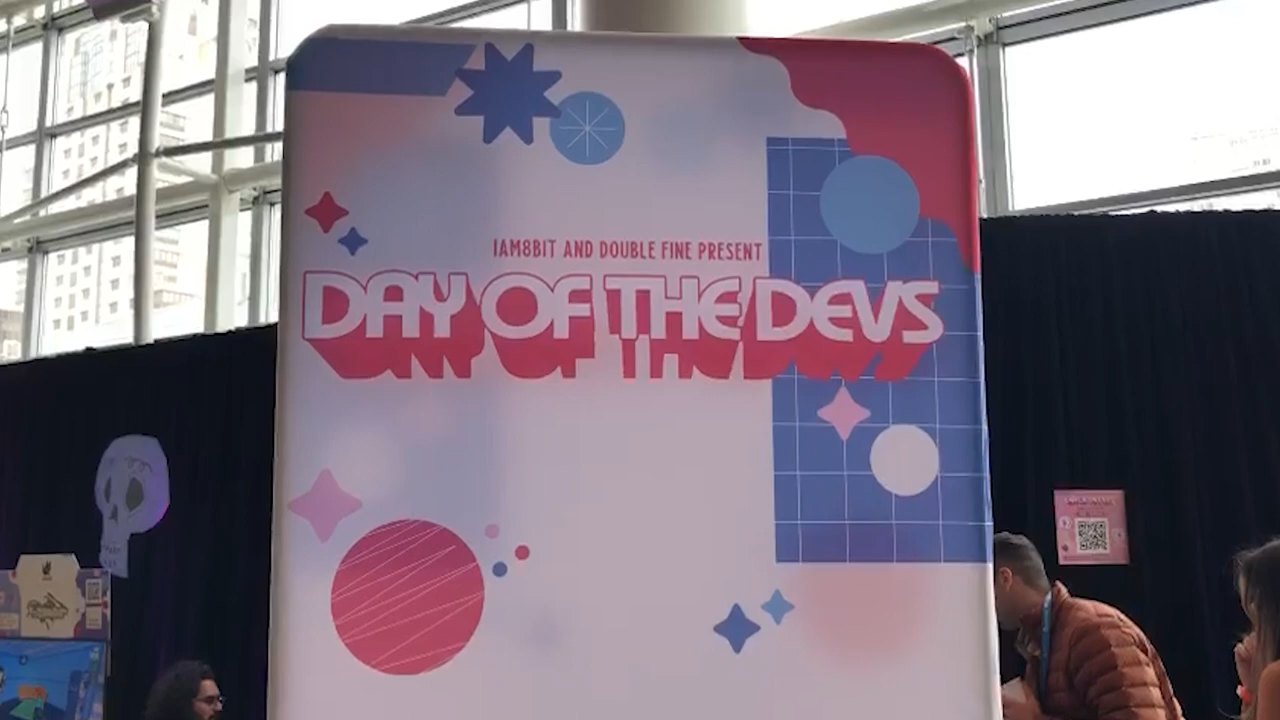 IAM8BIT AND DOUBLE FINE PRESENT
DAY OF THE DEVS